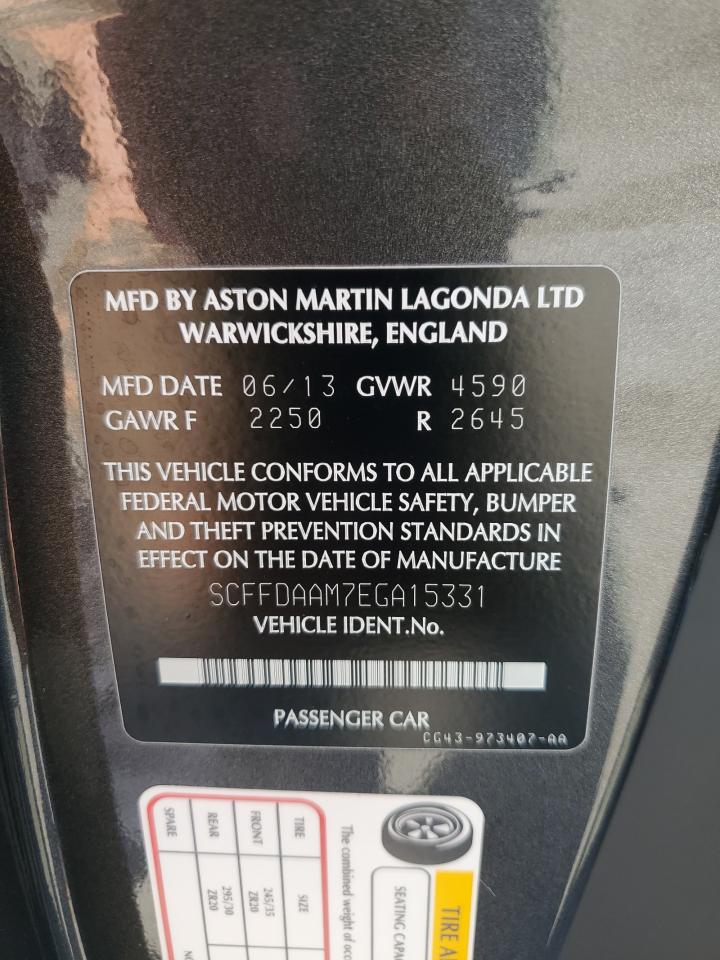 MFD BY ASTON MARTIN LAGONDA LTD
WARWICKSHIRE, ENGLAND
MFD DATE 06/13 GVWR 4590
GAWR F 2250 R 2645
THIS VEHICLE CONFORMS TO ALL APPLICABLE
FEDERAL MOTOR VEHICLE SAFETY, BUMPER
AND THEFT PREVENTION STANDARDS IN
EFFECT ON THE DATE OF MANUFACTURE
SCFFDAAM7EGA15331
VEHICLE IDENT.No.
PASSENGER CAR
CG43-973407-AA
TIRE
SEATING
The combined weight of
TIRE SIZE
FRONT 245/35 ZR20
REAR 295/30 ZR20
SPARE